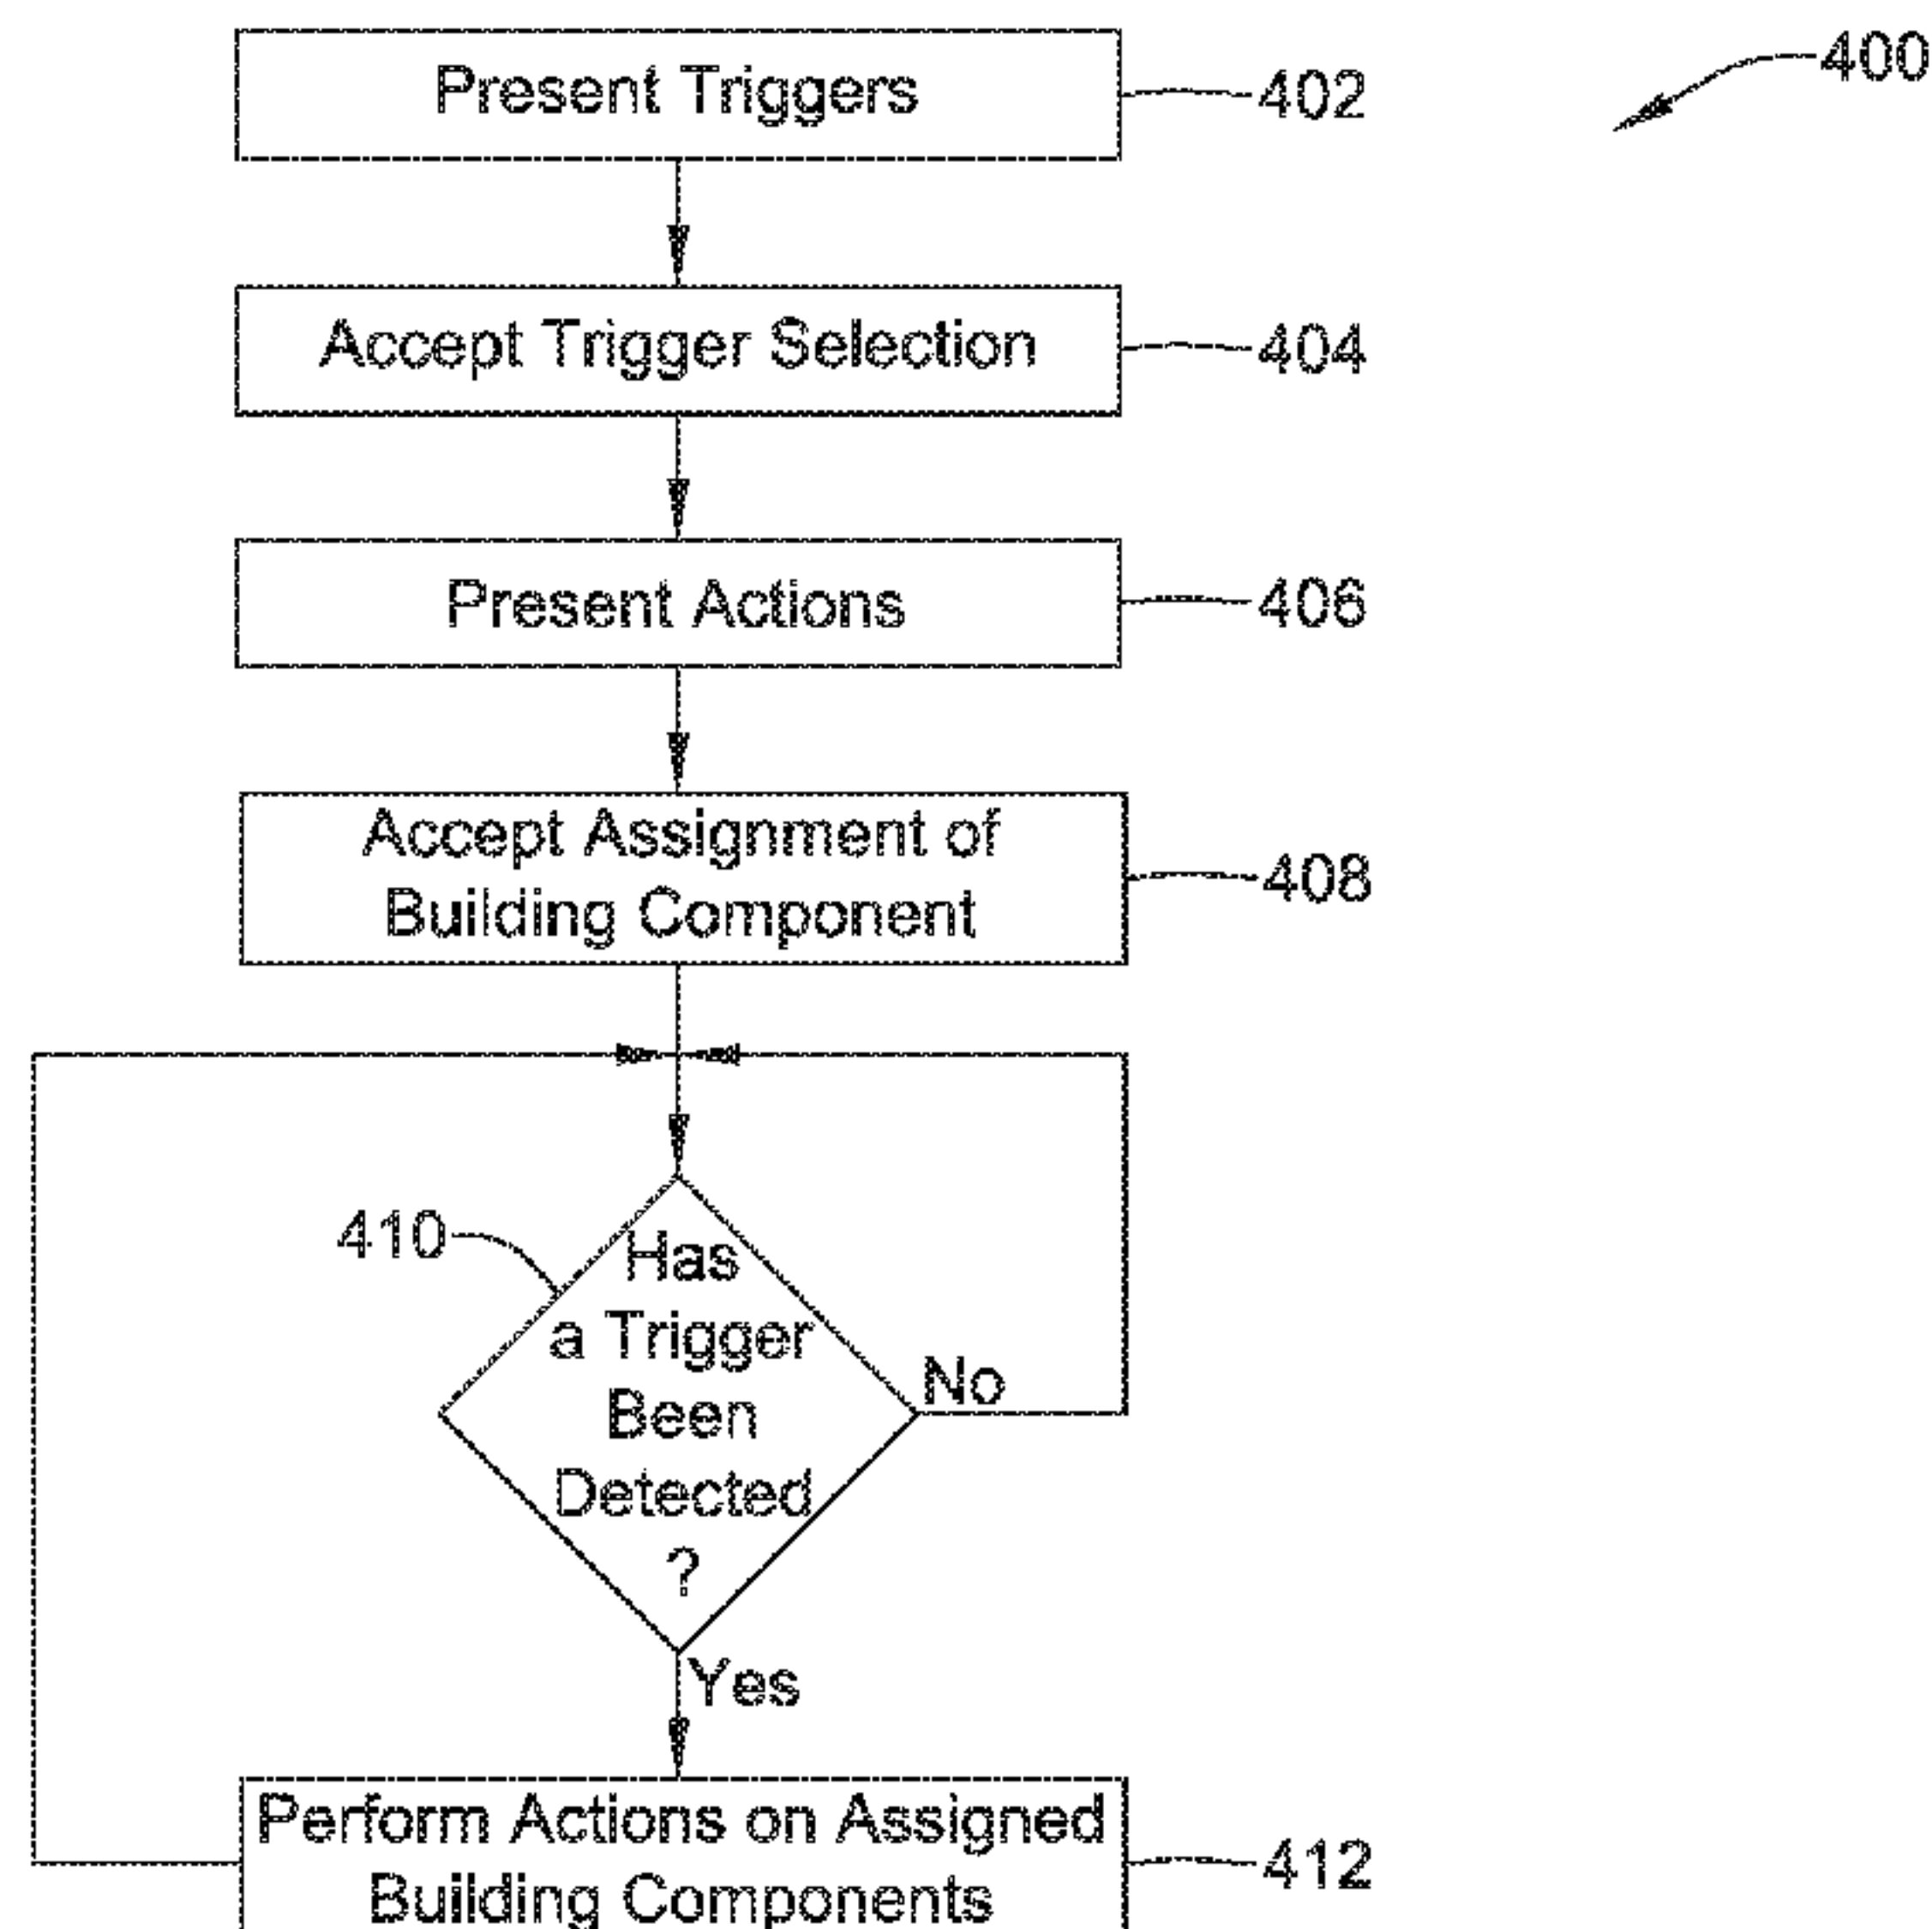 400
Present Triggers
402
Accept Trigger Selection
404
Present Actions
406
Accept Assignment of
Building Component
408
410
Has
a Trigger
Been
Detected
?
No
Yes
Perform Actions on Assigned
Building Components
412